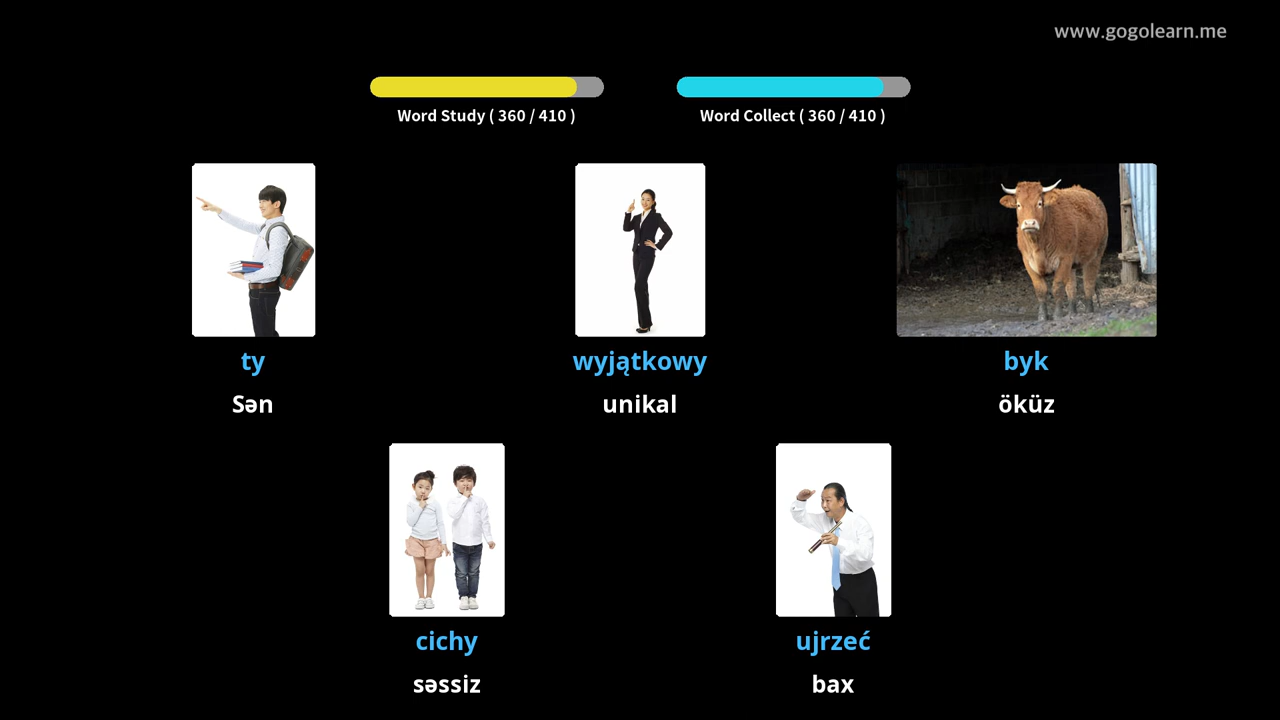 www.gogolearn.me
Word Study ( 360 / 410 )
Word Collect ( 360 / 410 )
ty
Sən
wyjątkowy
unikal
byk
öküz
cichy
səssiz
ujrzeć
bax